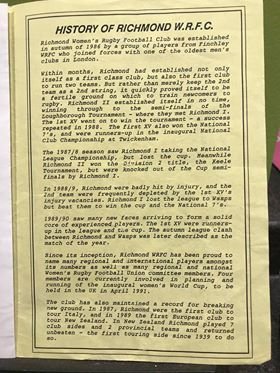 HISTORY OF RICHMOND W.R.F.C.
Richmond Women's Rugby Football Club was established
in autumn of 1986 by a group of players from Finchley
WRFC who joined forces with one of the oldest men's
clubs in London.
Within months, Richmond had established not only
itself as a first class club, but also the first club
to run two teams. But rather than merely keep the 2nd
team as a 2nd string, it quickly proved itself to be
a fertile ground on which to train newcomers to
rugby. Richmond II established itself in no time,
winning through to the semi-finals of the
Loughborough Tournament - where they met Richmond I.
The 1st XV went on to win the tournament - a success
repeated in 1988. The first XV also won the National
7's, and were runners-up in the inaugural National
Club Championship at Twickenham.
The 1987/8 season saw Richmond I taking the National
League Championship, but lost the cup. Meanwhile
Richmond II won the Division 2 title, the Keele
Tournament, but were knocked out of the Cup semi-
finals by Richmond I.
In 1988/9, Richmond were badly hit by injury, and the
2nd team were frequently depleted by the 1st XV's
injury vacancies. Richmond I lost the league to Wasps
but beat them to win the cup and the National 7's.
1989/90 saw many new faces arriving to form a solid
core of experienced players. The 1st XV were runners-
up in the league and the cup. The autumn league clash
between Richmond and Wasps was later described as the
match of the year.
Since its inception, Richmond WRFC has been proud to
name many regional and international players amongst
its numbers as well as many regional and national
Women's Rugby Football Union committee members. Four
members are currently involved in planning and
running of the inaugural women's World Cup, to be
held in the UK in April 1991.
The club has also maintained a record for breaking
new ground. In 1987, Richmond were the first club to
tour Italy, and in 1989 the first European club to
tour New Zealand. In New Zealand Richmond played 7
club sides and 2 provincial teams and returned
unbeaten - the first touring side since 1939 to do
so.